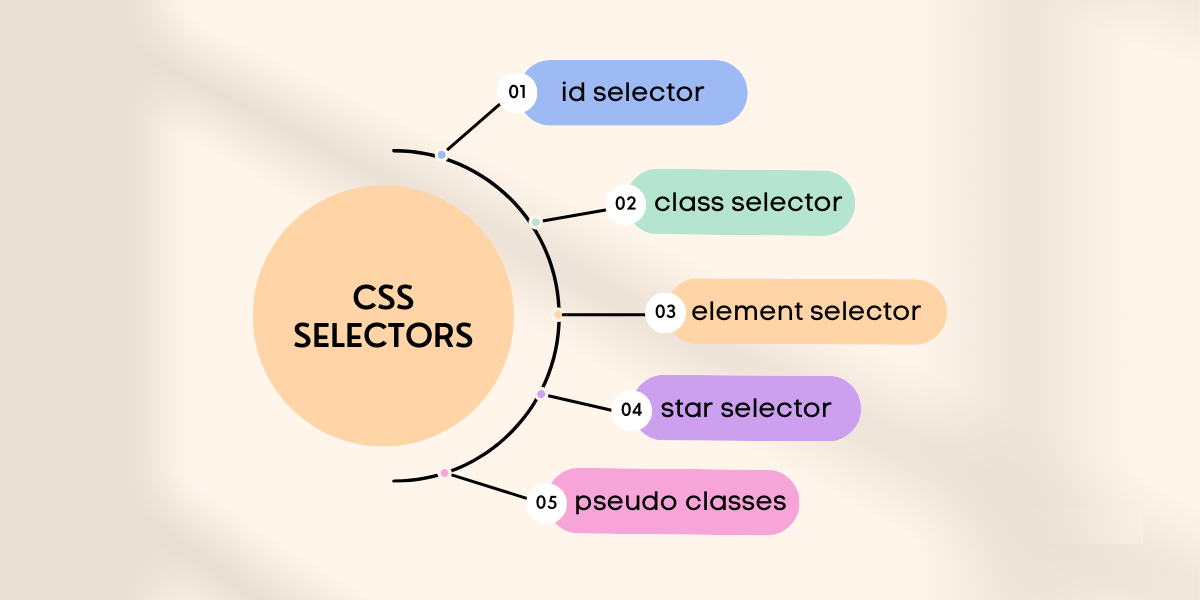 CSS
SELECTORS
01 id selector
02 class selector
03 element selector
04 star selector
05 pseudo classes